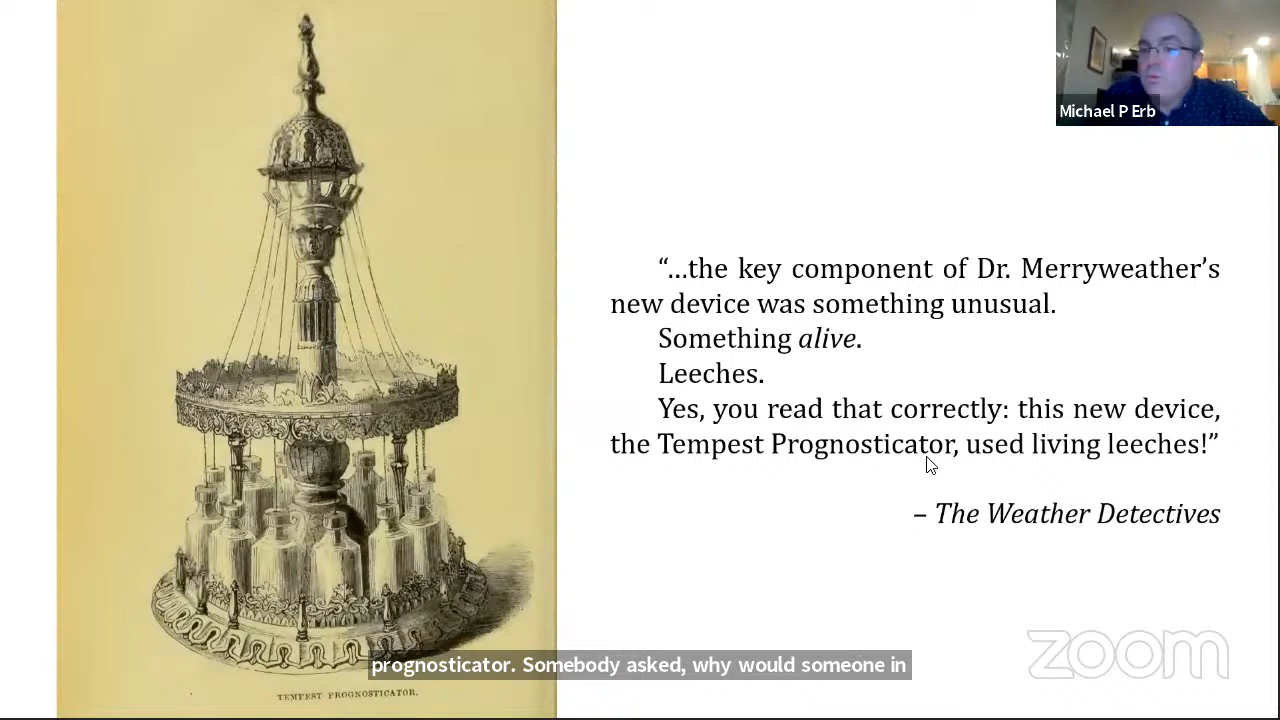 Michael P Erb
“...the key component of Dr. Merryweather’s
new device was something unusual.
Something alive.
Leeches.
Yes, you read that correctly: this new device,
the Tempest Prognosticator, used living leeches!”
– The Weather Detectives
zoom
prognosticator. Somebody asked, why would someone in
TEMPEST PROGNOSTICATOR.